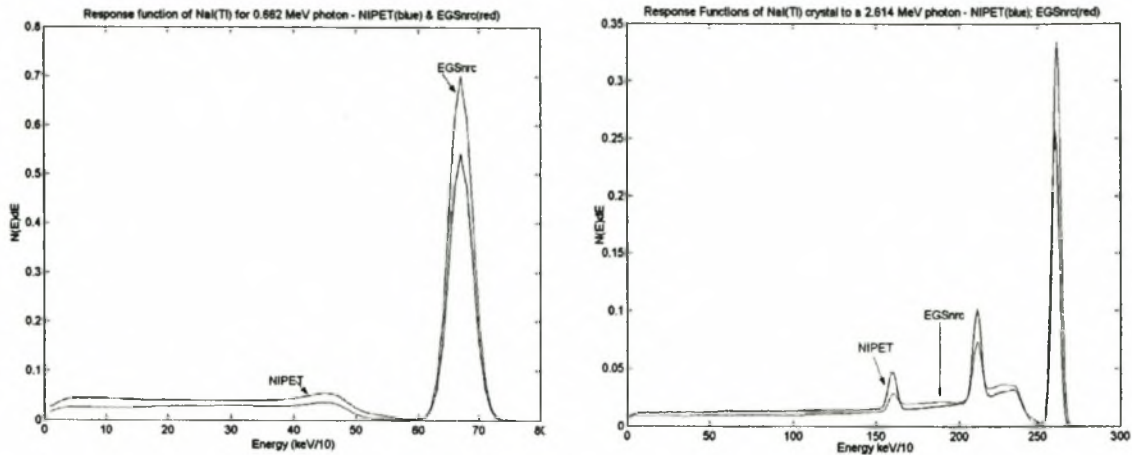 Response function of NaI(Tl) for 0.662 MeV photon - NIPET(blue) & EGSnrc(red)
0.8
0.7
0.6
0.5
0.4
0.3
0.2
0.1
0
N(E)dE
EGSnrc
NIPET
0 10 20 30 40 50 60 70
Energy (keV/10)
Response Functions of NaI(Tl) crystal to a 2.614 MeV photon - NIPET(blue); EGSnrc(red)
0.35
0.3
0.25
0.2
0.15
0.1
0.05
0
N(E)dE
EGSnrc
NIPET
0 50 100 150 200 250 300
Energy keV/10